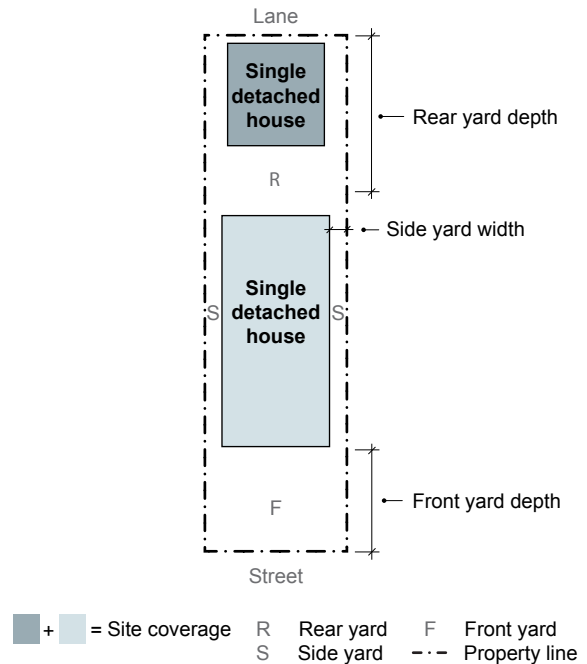 Lane
Single
detached
house
Rear yard depth
R
Side yard width
Single
S detached S
house
Front yard depth
F
Street
+ = Site coverage R Rear yard F Front yard
S Side yard Property line